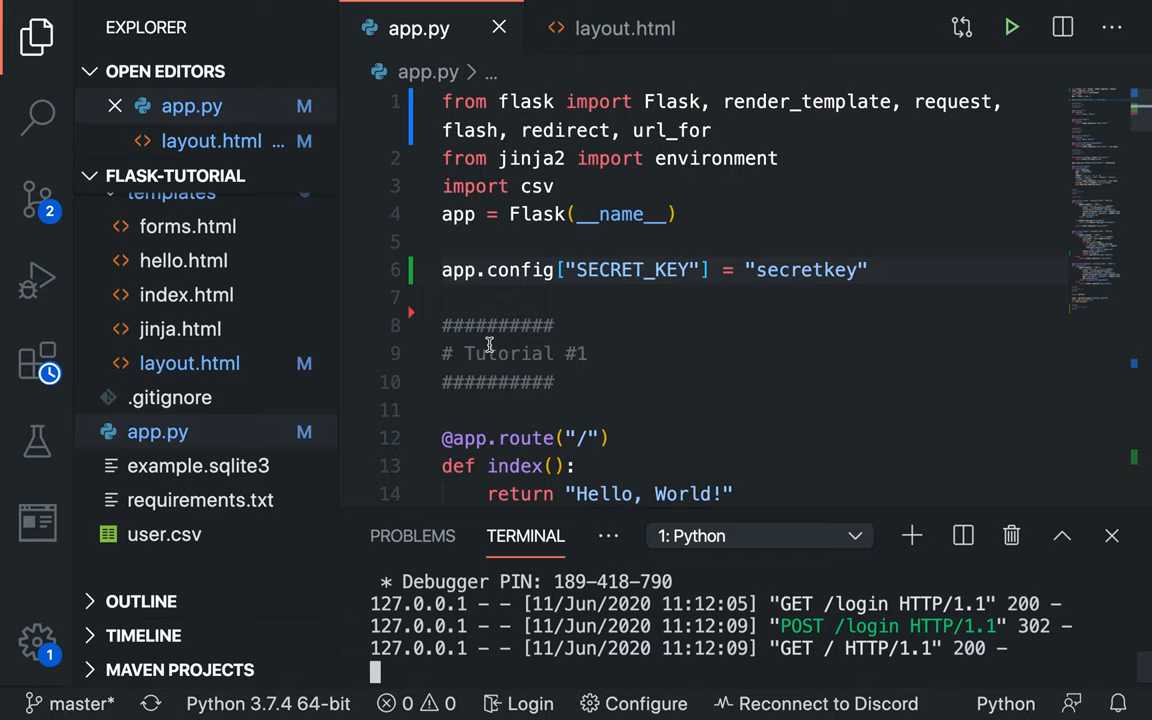 EXPLORER
OPEN EDITORS
app.py M
layout.html ... M
FLASK-TUTORIAL
templates
forms.html
hello.html
index.html
jinja.html
layout.html M
.gitignore
app.py M
example.sqlite3
requirements.txt
user.csv
OUTLINE
TIMELINE
MAVEN PROJECTS
2
1
app.py
layout.html
app.py > ...
1 from flask import Flask, render_template, request,
flash, redirect, url_for
2 from jinja2 import environment
3 import csv
4 app = Flask(__name__)
5
6 app.config["SECRET_KEY"] = "secretkey"
7
8 ##########
9 # Tutorial #1
10 ##########
11
12 @app.route("/")
13 def index():
14 return "Hello, World!"
PROBLEMS TERMINAL ... 1: Python
* Debugger PIN: 189-418-790
127.0.0.1 - - [11/Jun/2020 11:12:05] "GET /login HTTP/1.1" 200 -
127.0.0.1 - - [11/Jun/2020 11:12:09] "POST /login HTTP/1.1" 302 -
127.0.0.1 - - [11/Jun/2020 11:12:09] "GET / HTTP/1.1" 200 -
master* Python 3.7.4 64-bit 0 0 Login Configure Reconnect to Discord Python